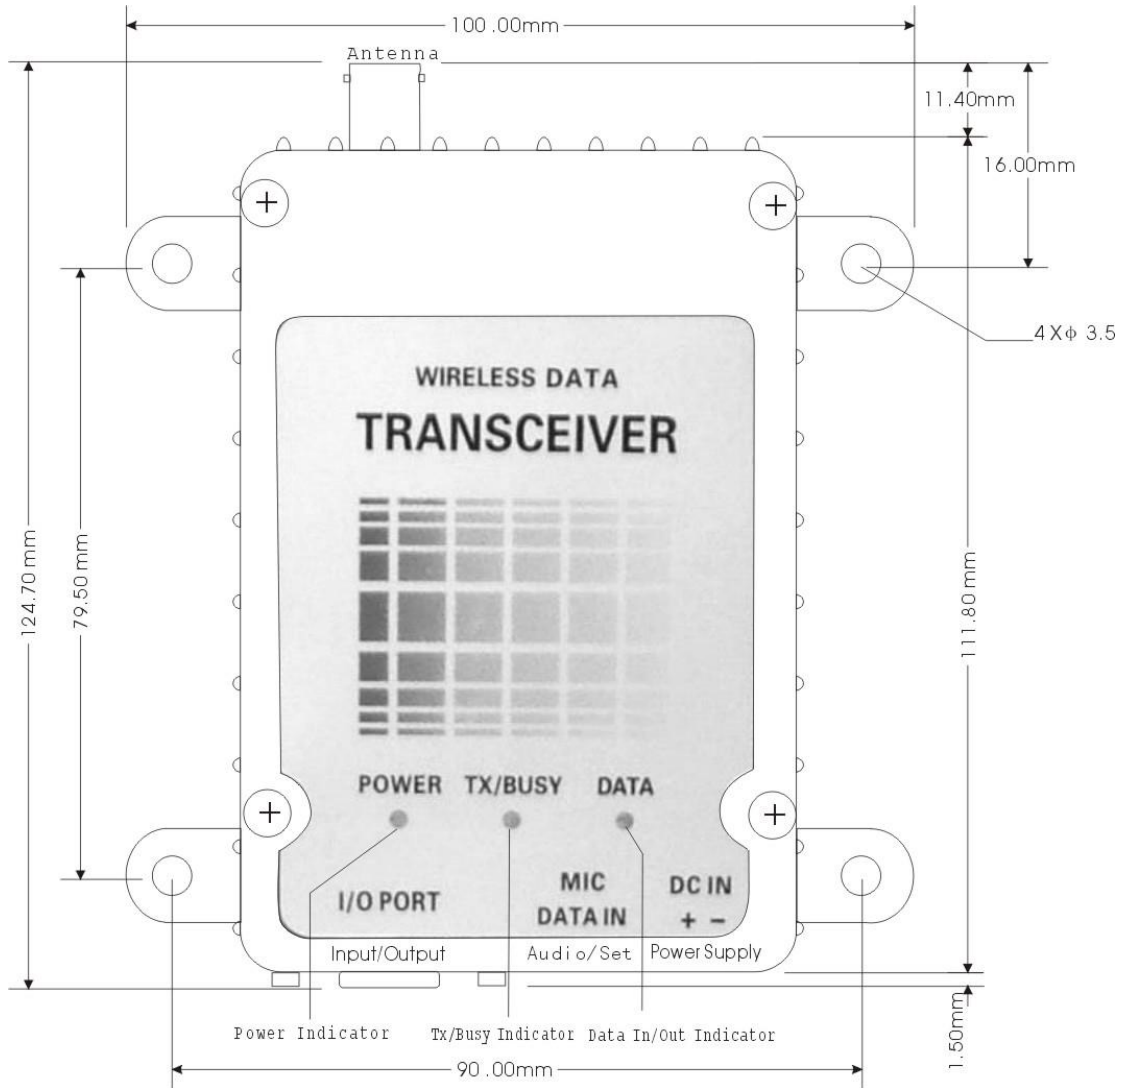 100.00mm
Antenna
11.40mm
16.00mm
4Xφ 3.5
WIRELESS DATA
TRANSCEIVER
124.70mm
79.50mm
111.80mm
POWER TX/BUSY DATA
MIC
DC IN
I/O PORT
DATA IN
+ −
Input/Output
Audio/Set
Power Supply
Power Indicator
Tx/Busy Indicator
Data In/Out Indicator
1.50mm
90.00mm